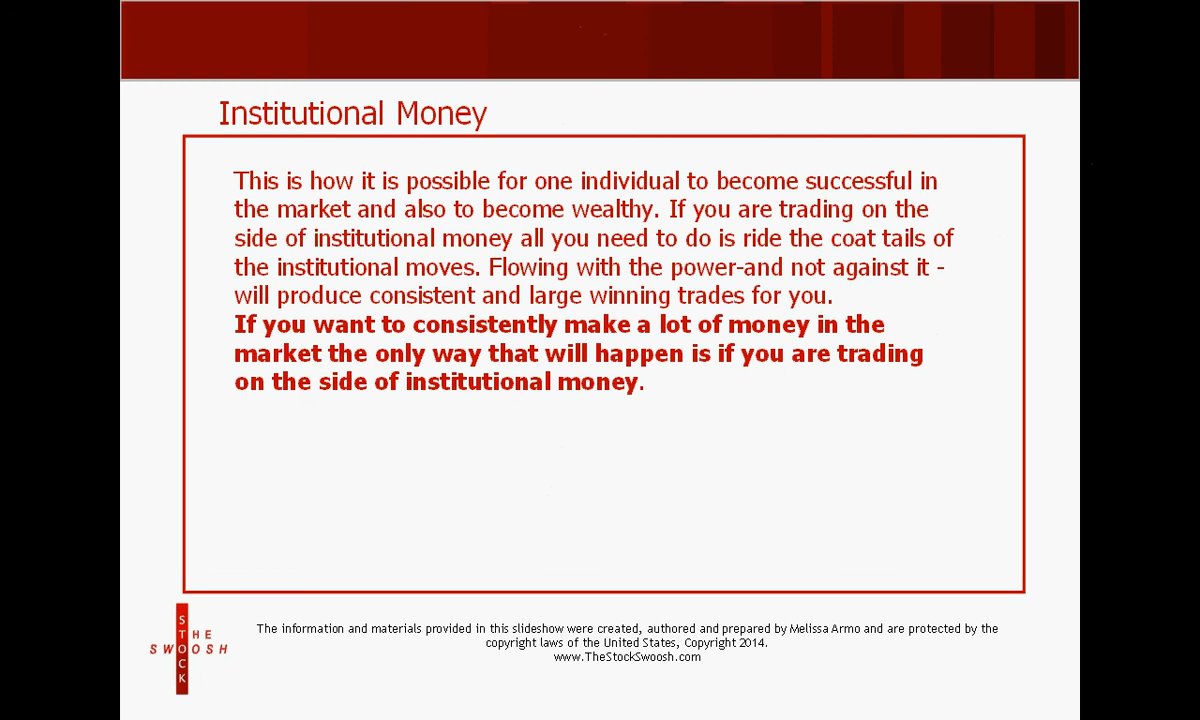 Institutional Money
This is how it is possible for one individual to become successful in
the market and also to become wealthy. If you are trading on the
side of institutional money all you need to do is ride the coat tails of
the institutional moves. Flowing with the power-and not against it -
will produce consistent and large winning trades for you.
If you want to consistently make a lot of money in the
market the only way that will happen is if you are trading
on the side of institutional money.
THE
STOCK
SWOOSH
The information and materials provided in this slideshow were created, authored and prepared by Melissa Armo and are protected by the
copyright laws of the United States, Copyright 2014.
www.TheStockSwoosh.com